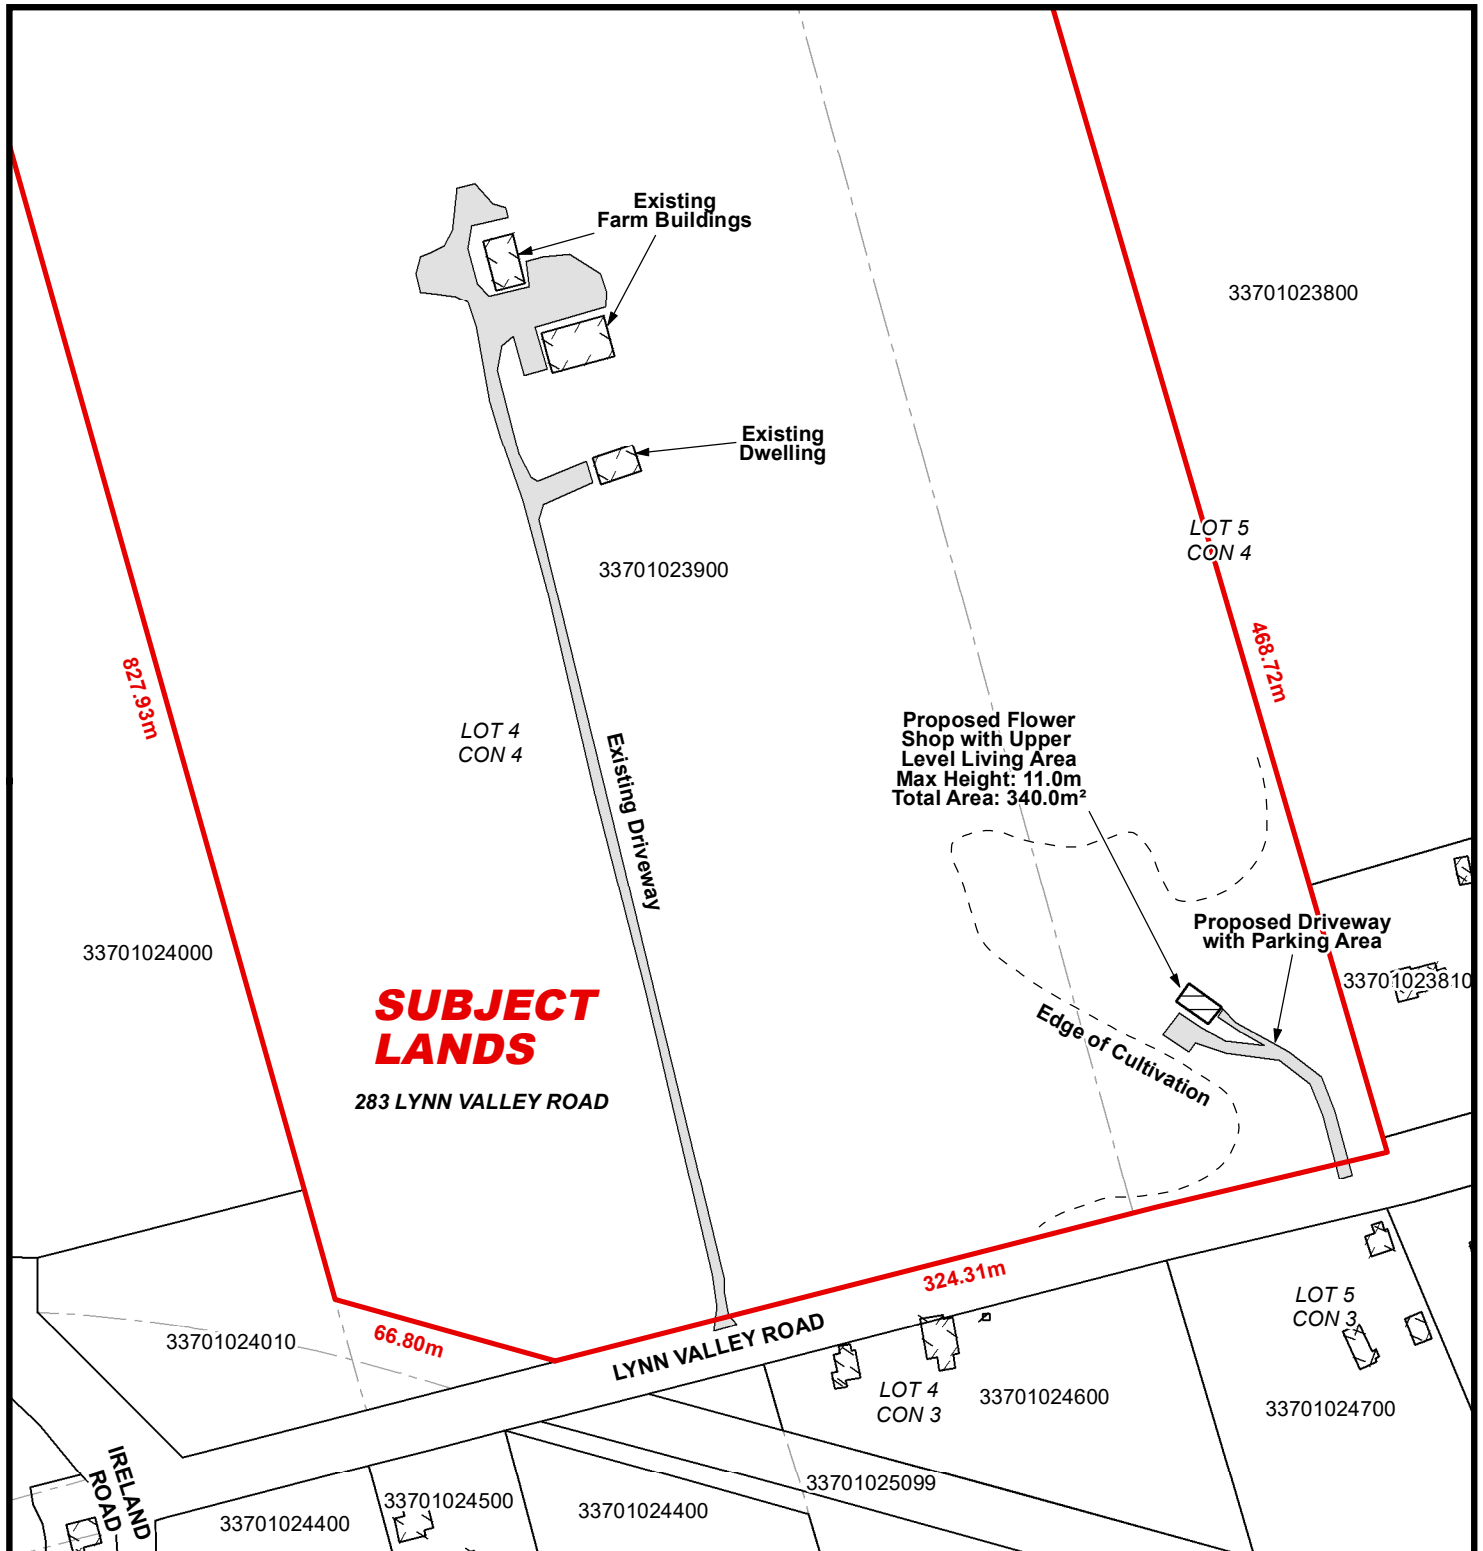 Existing
Farm Buildings
33701023800
Existing
Dwelling
LOT 5
CON 4
33701023900
827.93m
468.72m
LOT 4
CON 4
Existing Driveway
Proposed Flower
Shop with Upper
Level Living Area
Max Height: 11.0m
Total Area: 340.0m²
Proposed Driveway
with Parking Area
33701024000
33701023810
SUBJECT
LANDS
283 LYNN VALLEY ROAD
Edge of Cultivation
324.31m
66.80m
33701024010
LYNN VALLEY ROAD
LOT 5
CON 3
LOT 4
CON 3
33701024600
33701024700
IRELAND
ROAD
33701025099
33701024500
33701024400
33701024400